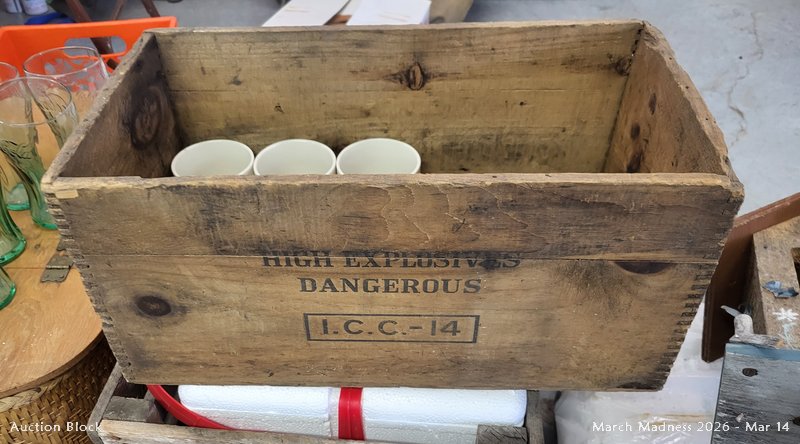 HIGH EXPLOSIVES
DANGEROUS
I.C.C.-14
Auction Block
March Madness 2026 - Mar 14